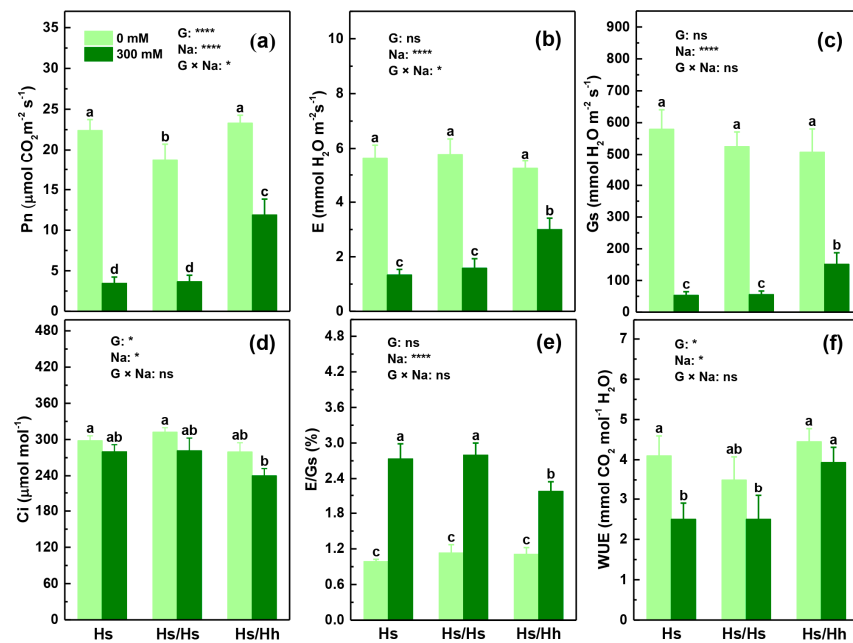 0 mM
300 mM
G: ****
Na: ****
G × Na: *
(a)
35
30
25
20
15
10
5
0
Pn (μmol CO₂m⁻² s⁻¹)
a
d
b
d
a
c
G: ns
Na: ****
G × Na: *
(b)
10
8
6
4
2
0
E (mmol H₂O m⁻²s⁻¹)
a
c
a
c
a
b
G: ns
Na: ****
G × Na: ns
(c)
900
800
700
600
500
400
300
200
100
0
Gs (mmol H₂O m⁻² s⁻¹)
a
c
a
c
a
b
G: *
Na: *
G × Na: ns
(d)
480
420
360
300
240
180
120
60
0
Ci (μmol mol⁻¹)
a
ab
a
ab
ab
b
Hs
Hs/Hs
Hs/Hh
G: ns
Na: ****
G × Na: ns
(e)
4.8
4.2
3.6
3.0
2.4
1.8
1.2
0.6
0.0
E/Gs (%)
c
a
c
a
c
b
Hs
Hs/Hs
Hs/Hh
G: *
Na: *
G × Na: ns
(f)
7
6
5
4
3
2
1
0
WUE (mmol CO₂ mol⁻¹ H₂O)
a
b
ab
b
a
a
Hs
Hs/Hs
Hs/Hh